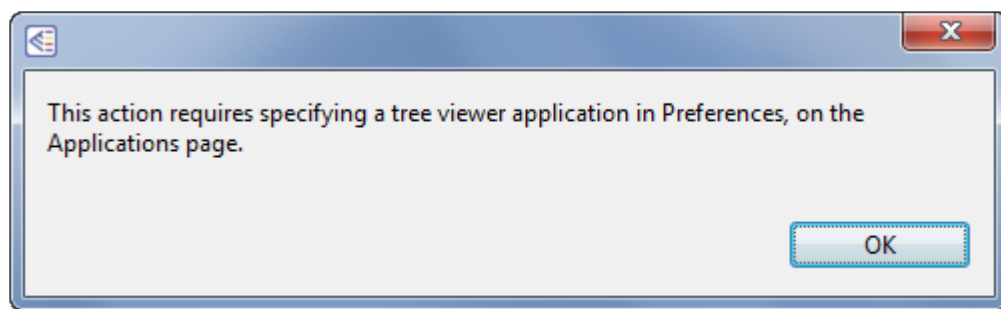 This action requires specifying a tree viewer application in Preferences, on the
Applications page.
OK